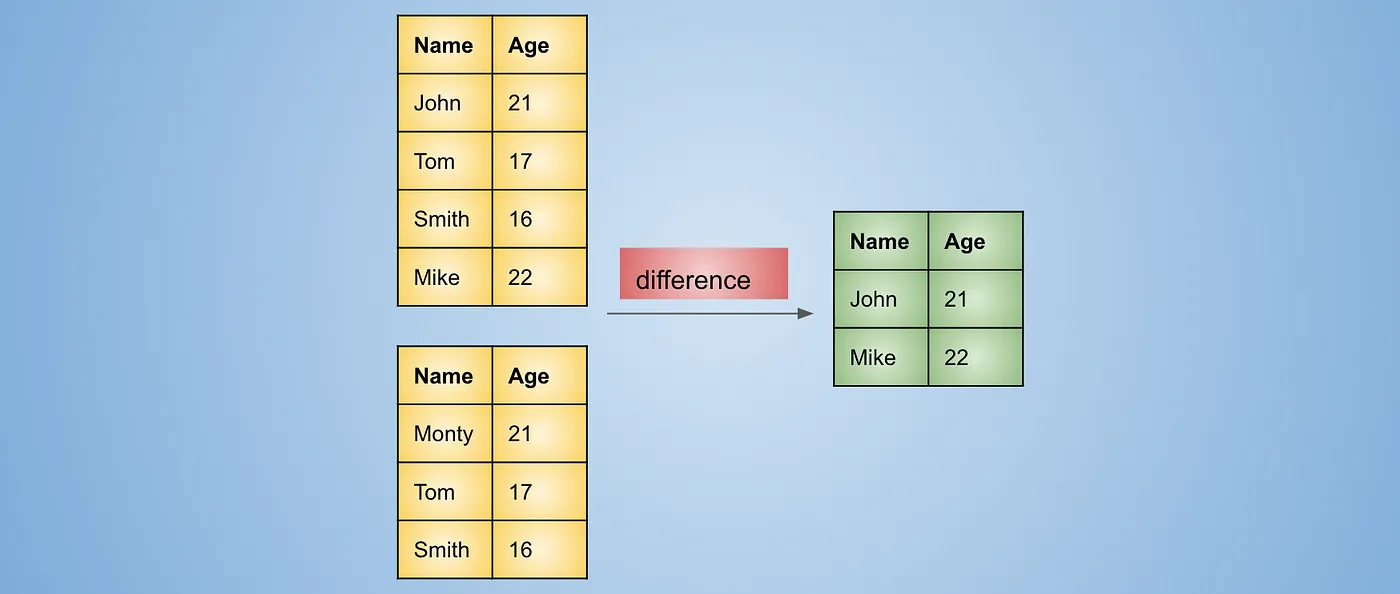 Name Age
John 21
Tom 17
Smith 16
Mike 22
Name Age
Monty 21
Tom 17
Smith 16
difference
Name Age
John 21
Mike 22